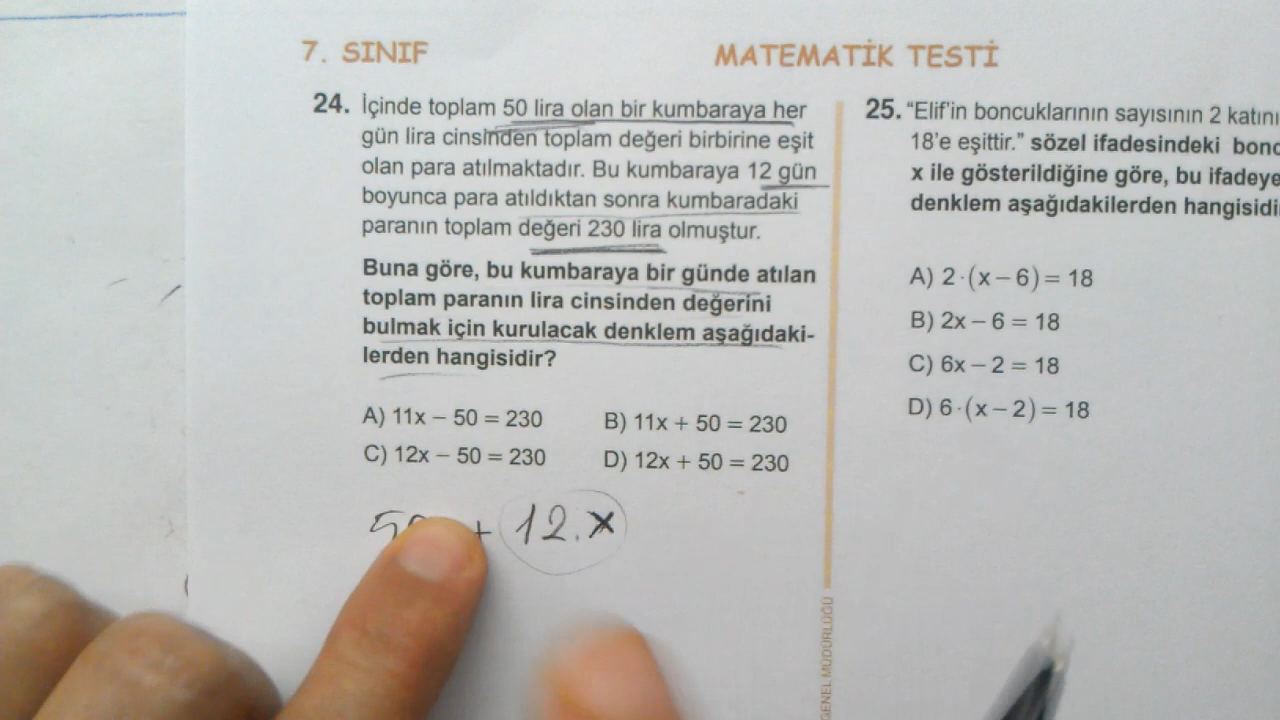 7. SINIF
MATEMATİK TESTİ
24. İçinde toplam 50 lira olan bir kumbaraya her
gün lira cinsinden toplam değeri birbirine eşit
olan para atılmaktadır. Bu kumbaraya 12 gün
boyunca para atıldıktan sonra kumbaradaki
paranın toplam değeri 230 lira olmuştur.
Buna göre, bu kumbaraya bir günde atılan
toplam paranın lira cinsinden değerini
bulmak için kurulacak denklem aşağıdaki-
lerden hangisidir?
A) 11x – 50 = 230
B) 11x + 50 = 230
C) 12x – 50 = 230
D) 12x + 50 = 230
+ 12.x
25. "Elif'in boncuklarının sayısının 2 katını
18'e eşittir." sözel ifadesindeki bonc
x ile gösterildiğine göre, bu ifadeye
denklem aşağıdakilerden hangisidi
A) 2·(x – 6) = 18
B) 2x – 6 = 18
C) 6x – 2 = 18
D) 6·(x – 2) = 18
GENEL MÜDÜRLÜĞÜ